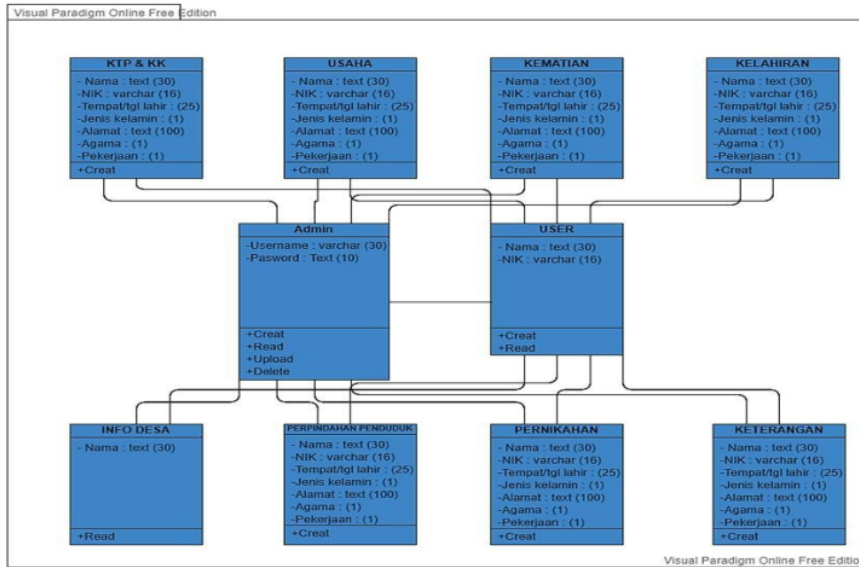 Visual Paradigm Online Free Edition
KTP & KK
- Nama : text (30)
-NIK : varchar (16)
-Tempat/tgl lahir : (25)
-Jenis kelamin : (1)
-Alamat : text (100)
-Agama : (1)
-Pekerjaan : (1)
+Creat
USAHA
- Nama : text (30)
-NIK : varchar (16)
-Tempat/tgl lahir : (25)
-Jenis kelamin : (1)
-Alamat : text (100)
-Agama : (1)
-Pekerjaan : (1)
+Creat
KEMATIAN
- Nama : text (30)
-NIK : varchar (16)
-Tempat/tgl lahir : (25)
-Jenis kelamin : (1)
-Alamat : text (100)
-Agama : (1)
-Pekerjaan : (1)
+Creat
KELAHIRAN
- Nama : text (30)
-NIK : varchar (16)
-Tempat/tgl lahir : (25)
-Jenis kelamin : (1)
-Alamat : text (100)
-Agama : (1)
-Pekerjaan : (1)
+Creat
Admin
-Username : varchar (30)
-Pasword : Text (10)
+Creat
+Read
+Upload
+Delete
USER
- Nama : text (30)
-NIK : varchar (16)
+Creat
+Read
INFO DESA
- Nama : text (30)
+Read
PERPINDAHAN PENDUDUK
- Nama : text (30)
-NIK : varchar (16)
-Tempat/tgl lahir : (25)
-Jenis kelamin : (1)
-Alamat : text (100)
-Agama : (1)
-Pekerjaan : (1)
+Creat
PERNIKAHAN
- Nama : text (30)
-NIK : varchar (16)
-Tempat/tgl lahir : (25)
-Jenis kelamin : (1)
-Alamat : text (100)
-Agama : (1)
-Pekerjaan : (1)
+Creat
KETERANGAN
- Nama : text (30)
-NIK : varchar (16)
-Tempat/tgl lahir : (25)
-Jenis kelamin : (1)
-Alamat : text (100)
-Agama : (1)
-Pekerjaan : (1)
+Creat
Visual Paradigm Online Free Edition